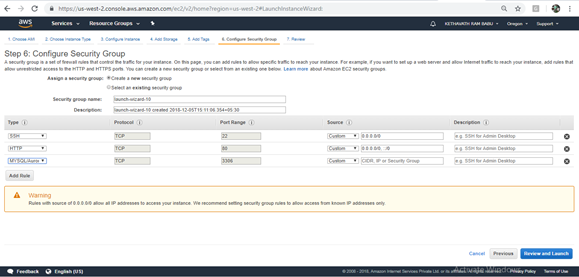 https://us-west-2.console.aws.amazon.com/ec2/v2/home?region=us-west-2#LaunchInstanceWizard:
aws Services Resource Groups KETHANATH RAM BABU Oregon Support
1. Choose AMI 2. Choose Instance Type 3. Configure Instance 4. Add Storage 5. Add Tags 6. Configure Security Group 7. Review
Step 6: Configure Security Group
A security group is a set of firewall rules that control the traffic for your instance. On this page, you can add rules to allow specific traffic to reach your instance. For example, if you want to set up a web server and allow Internet traffic to reach your instance, add rules that
allow unrestricted access to the HTTP and HTTPS ports. You can create a new security group or select from an existing one below. Learn more about Amazon EC2 security groups.
Assign a security group: Create a new security group
Select an existing security group
Security group name: launch-wizard-10
Description: launch-wizard-10 created 2018-12-05T15:11:06.354+05:30
Type Protocol Port Range Source Description
SSH TCP 22 Custom 0.0.0.0/0 e.g. SSH for Admin Desktop
HTTP TCP 80 Custom 0.0.0.0/0, ::/0 e.g. SSH for Admin Desktop
MYSQL/Auror TCP 3306 Custom CIDR, IP or Security Group e.g. SSH for Admin Desktop
Add Rule
Warning
Rules with source of 0.0.0.0/0 allow all IP addresses to access your instance. We recommend setting security group rules to allow access from known IP addresses only.
Cancel Previous Review and Launch
Feedback English (US) © 2008 - 2018, Amazon Internet Services Private Ltd. or its affiliates. All rights reserved. Privacy Policy Terms of Use